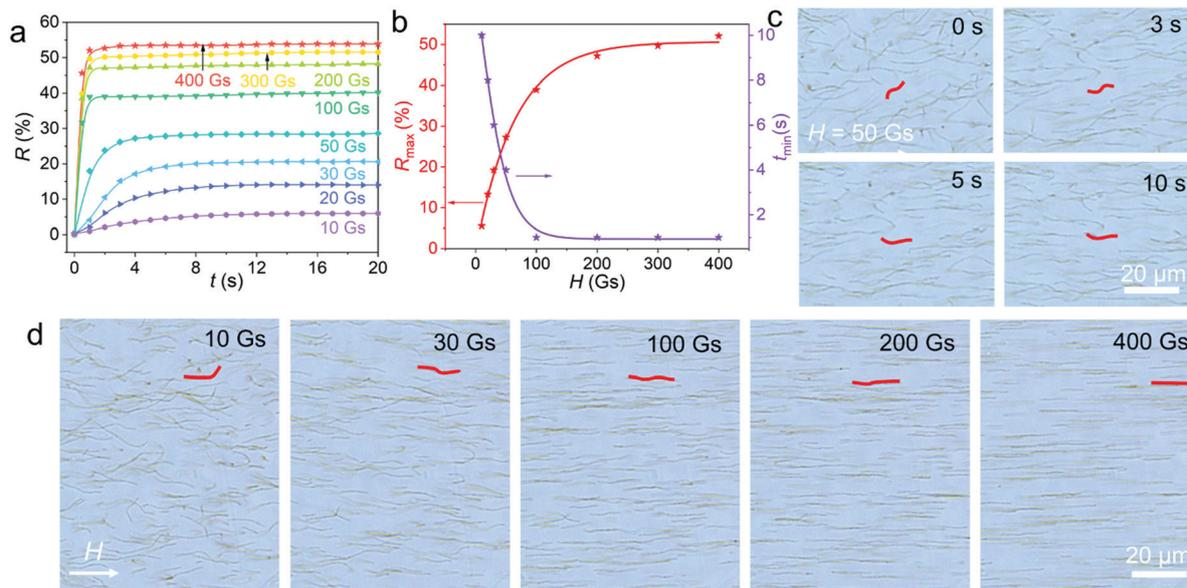 a
60
50
40
30
20
10
0
R (%)
400 Gs
300 Gs
200 Gs
100 Gs
50 Gs
30 Gs
20 Gs
10 Gs
0 4 8 12 16 20
t (s)
b
50
40
30
20
10
0
Rmax (%)
10
8
6
4
2
tmin(s)
0 100 200 300 400
H (Gs)
c
0 s
H = 50 Gs
3 s
5 s
10 s
20 μm
d
10 Gs
H
30 Gs
100 Gs
200 Gs
400 Gs
20 μm